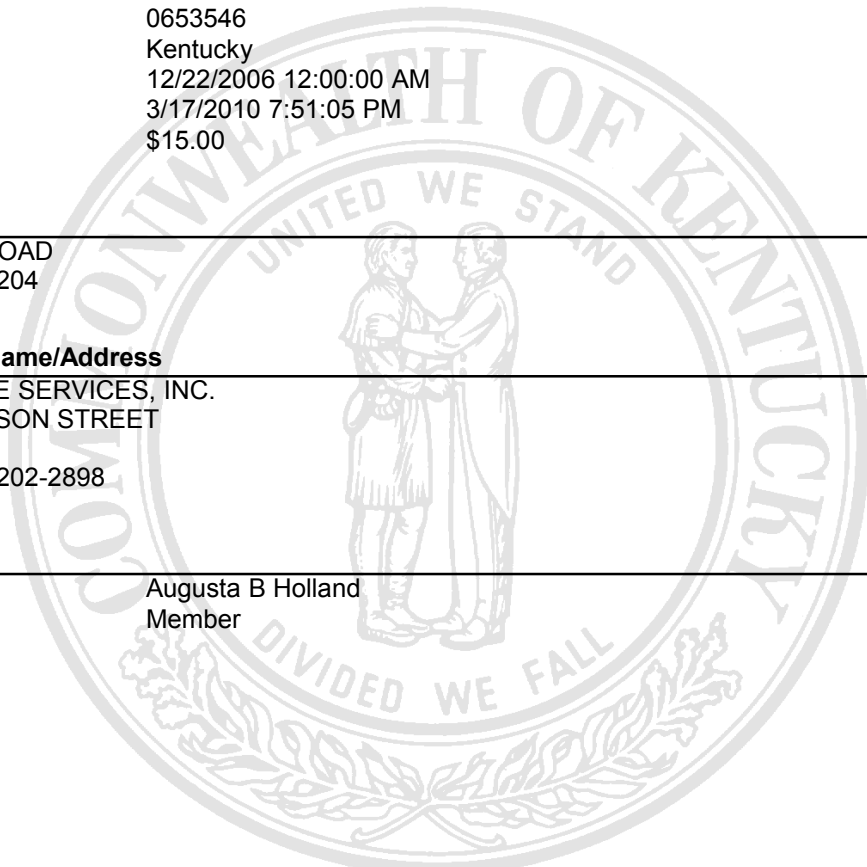 0653546
Kentucky
12/22/2006 12:00:00 AM
3/17/2010 7:51:05 PM
$15.00
OAD
204
ame/Address
E SERVICES, INC.
SON STREET
202-2898
Augusta B Holland
Member
COMMONWEALTH OF KENTUCKY
UNITED WE STAND
DIVIDED WE FALL